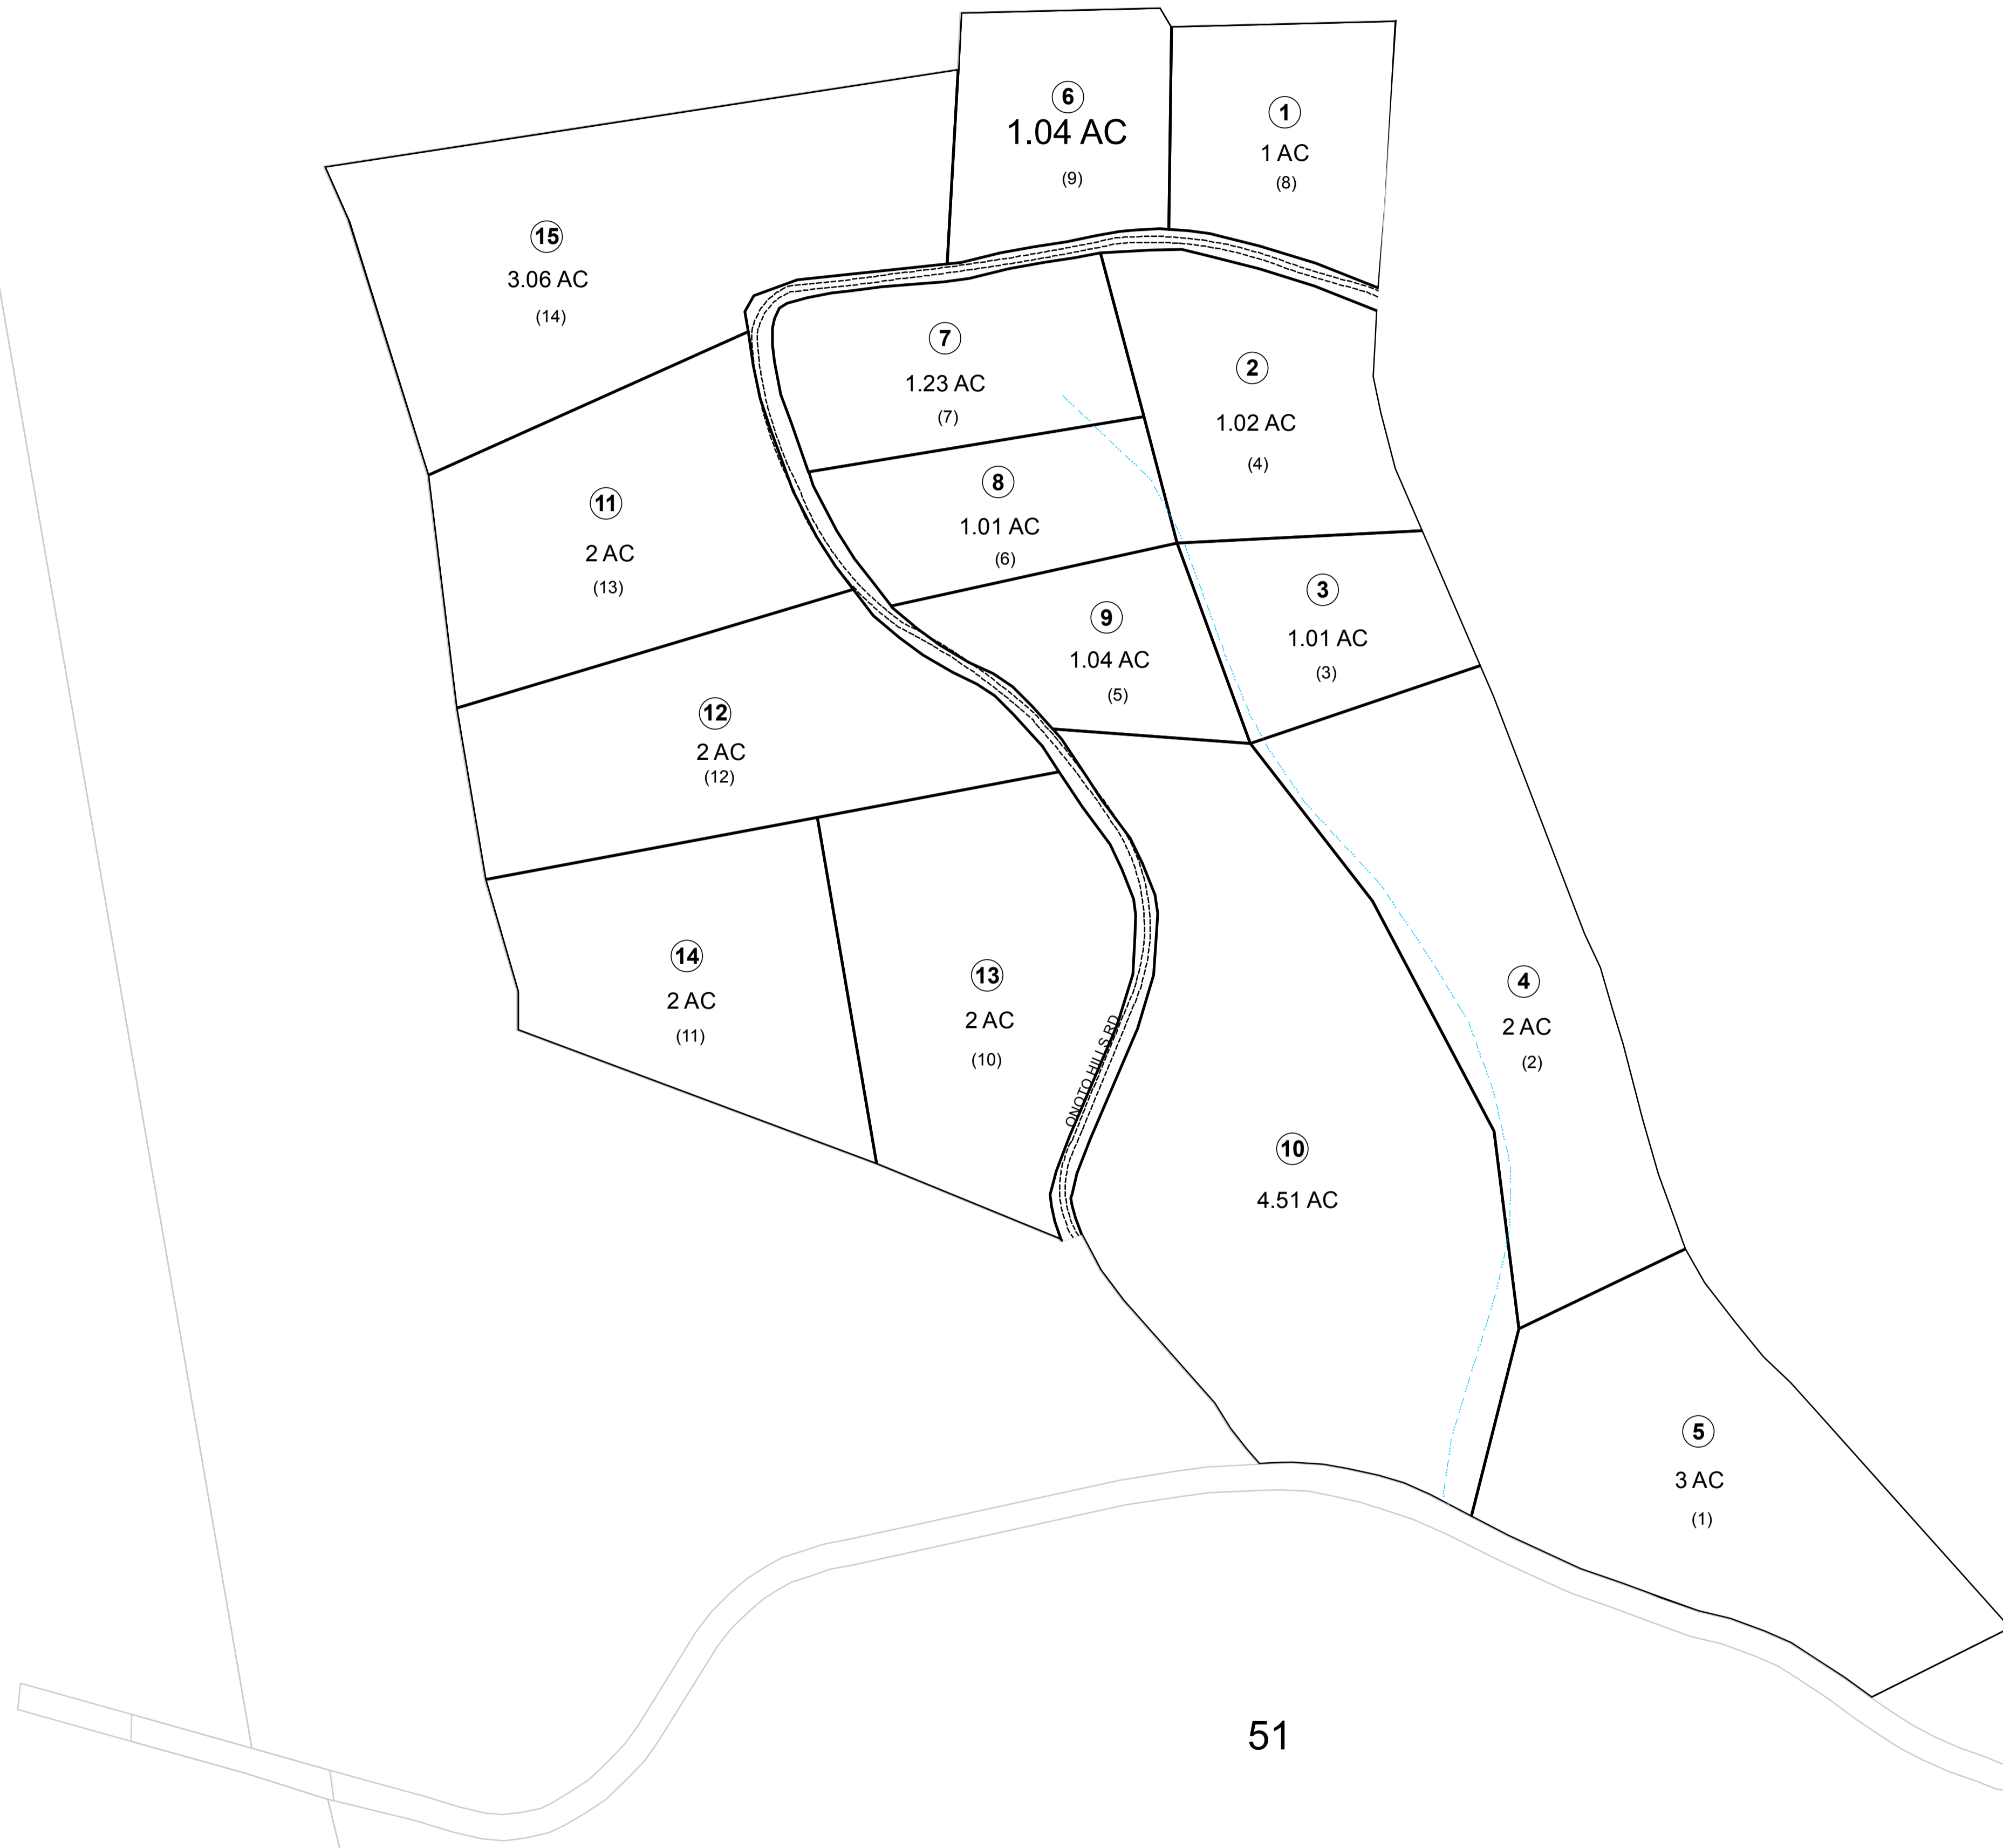 6
1.04 AC
(9)
1
1 AC
(8)
15
3.06 AC
(14)
7
1.23 AC
(7)
2
1.02 AC
(4)
8
1.01 AC
(6)
11
2 AC
(13)
3
1.01 AC
(3)
9
1.04 AC
(5)
12
2 AC
(12)
14
2 AC
(11)
13
2 AC
(10)
ONOTO HILLS RD
4
2 AC
(2)
10
4.51 AC
5
3 AC
(1)
51